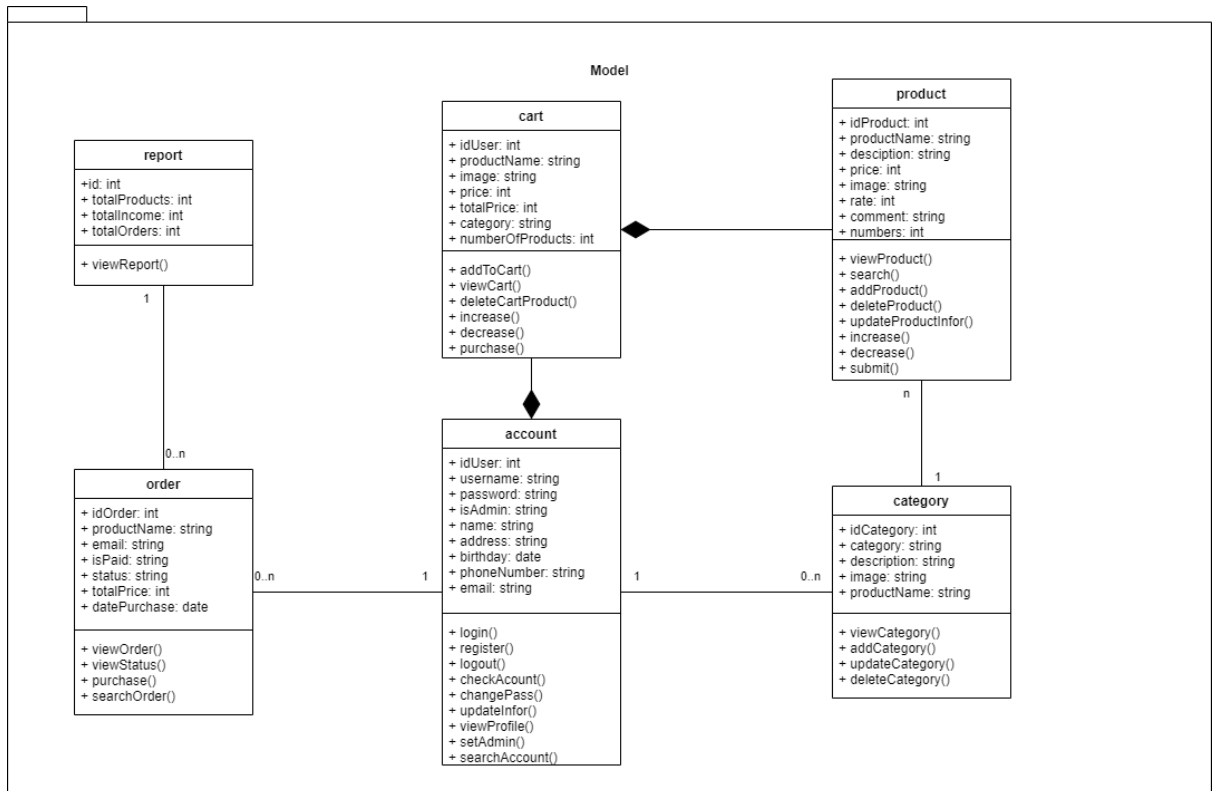 Model
report
+id: int
+ totalProducts: int
+ totalIncome: int
+ totalOrders: int
+ viewReport()
1
0..n
order
+ idOrder: int
+ productName: string
+ email: string
+ isPaid: string
+ status: string
+ totalPrice: int
+ datePurchase: date
+ viewOrder()
+ viewStatus()
+ purchase()
+ searchOrder()
0..n
1
cart
+ idUser: int
+ productName: string
+ image: string
+ price: int
+ totalPrice: int
+ category: string
+ numberOfProducts: int
+ addToCart()
+ viewCart()
+ deleteCartProduct()
+ increase()
+ decrease()
+ purchase()
account
+ idUser: int
+ username: string
+ password: string
+ isAdmin: string
+ name: string
+ address: string
+ birthday: date
+ phoneNumber: string
+ email: string
+ login()
+ register()
+ logout()
+ checkAcount()
+ changePass()
+ updateInfor()
+ viewProfile()
+ setAdmin()
+ searchAccount()
1
0..n
product
+ idProduct: int
+ productName: string
+ desciption: string
+ price: int
+ image: string
+ rate: int
+ comment: string
+ numbers: int
+ viewProduct()
+ search()
+ addProduct()
+ deleteProduct()
+ updateProductInfor()
+ increase()
+ decrease()
+ submit()
n
1
category
+ idCategory: int
+ category: string
+ description: string
+ image: string
+ productName: string
+ viewCategory()
+ addCategory()
+ updateCategory()
+ deleteCategory()